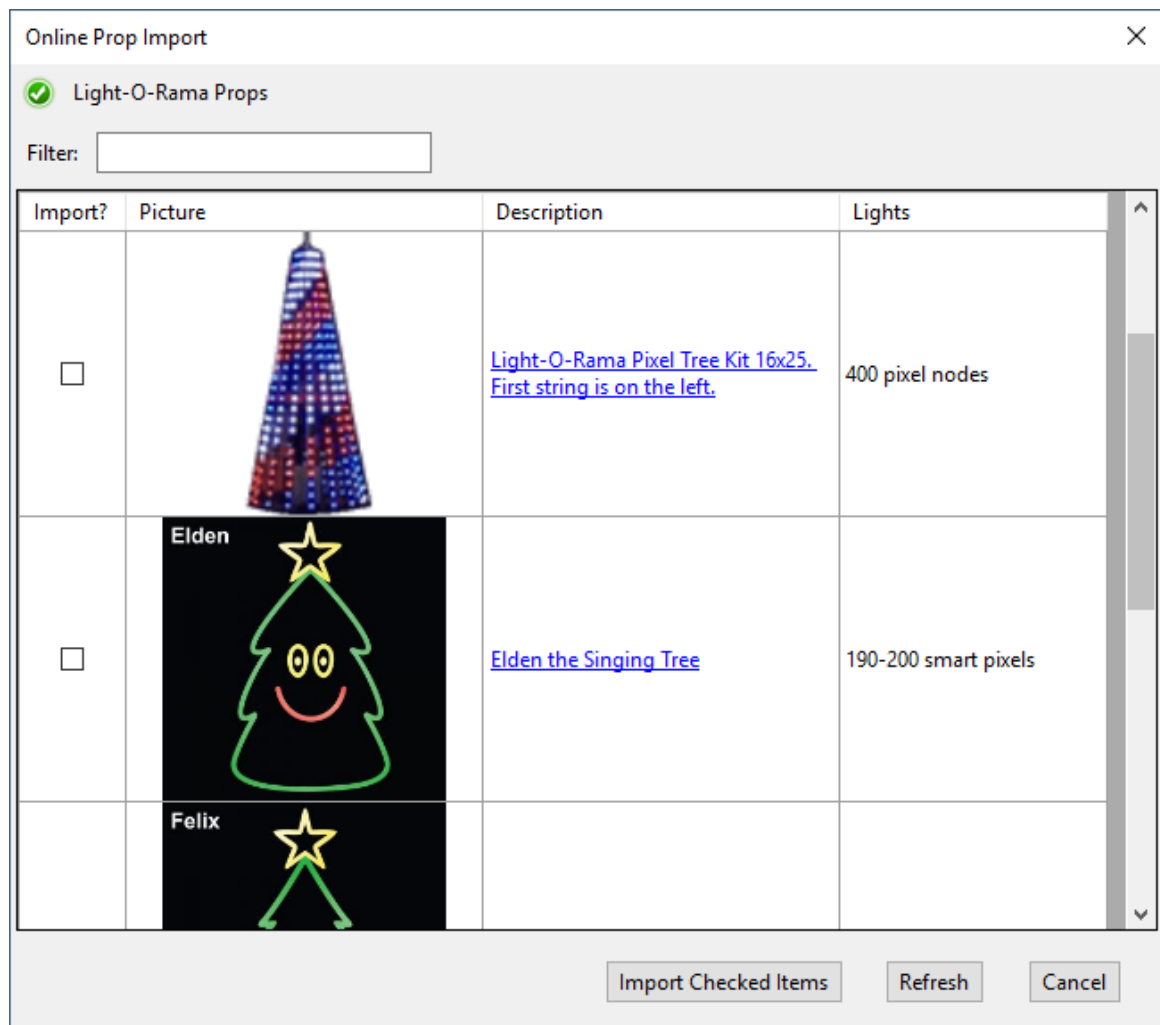 Online Prop Import
Light-O-Rama Props
Filter:
Import? Picture Description Lights
Light-O-Rama Pixel Tree Kit 16x25.
First string is on the left.
400 pixel nodes
Elden
Elden the Singing Tree
190-200 smart pixels
Felix
Import Checked Items Refresh Cancel